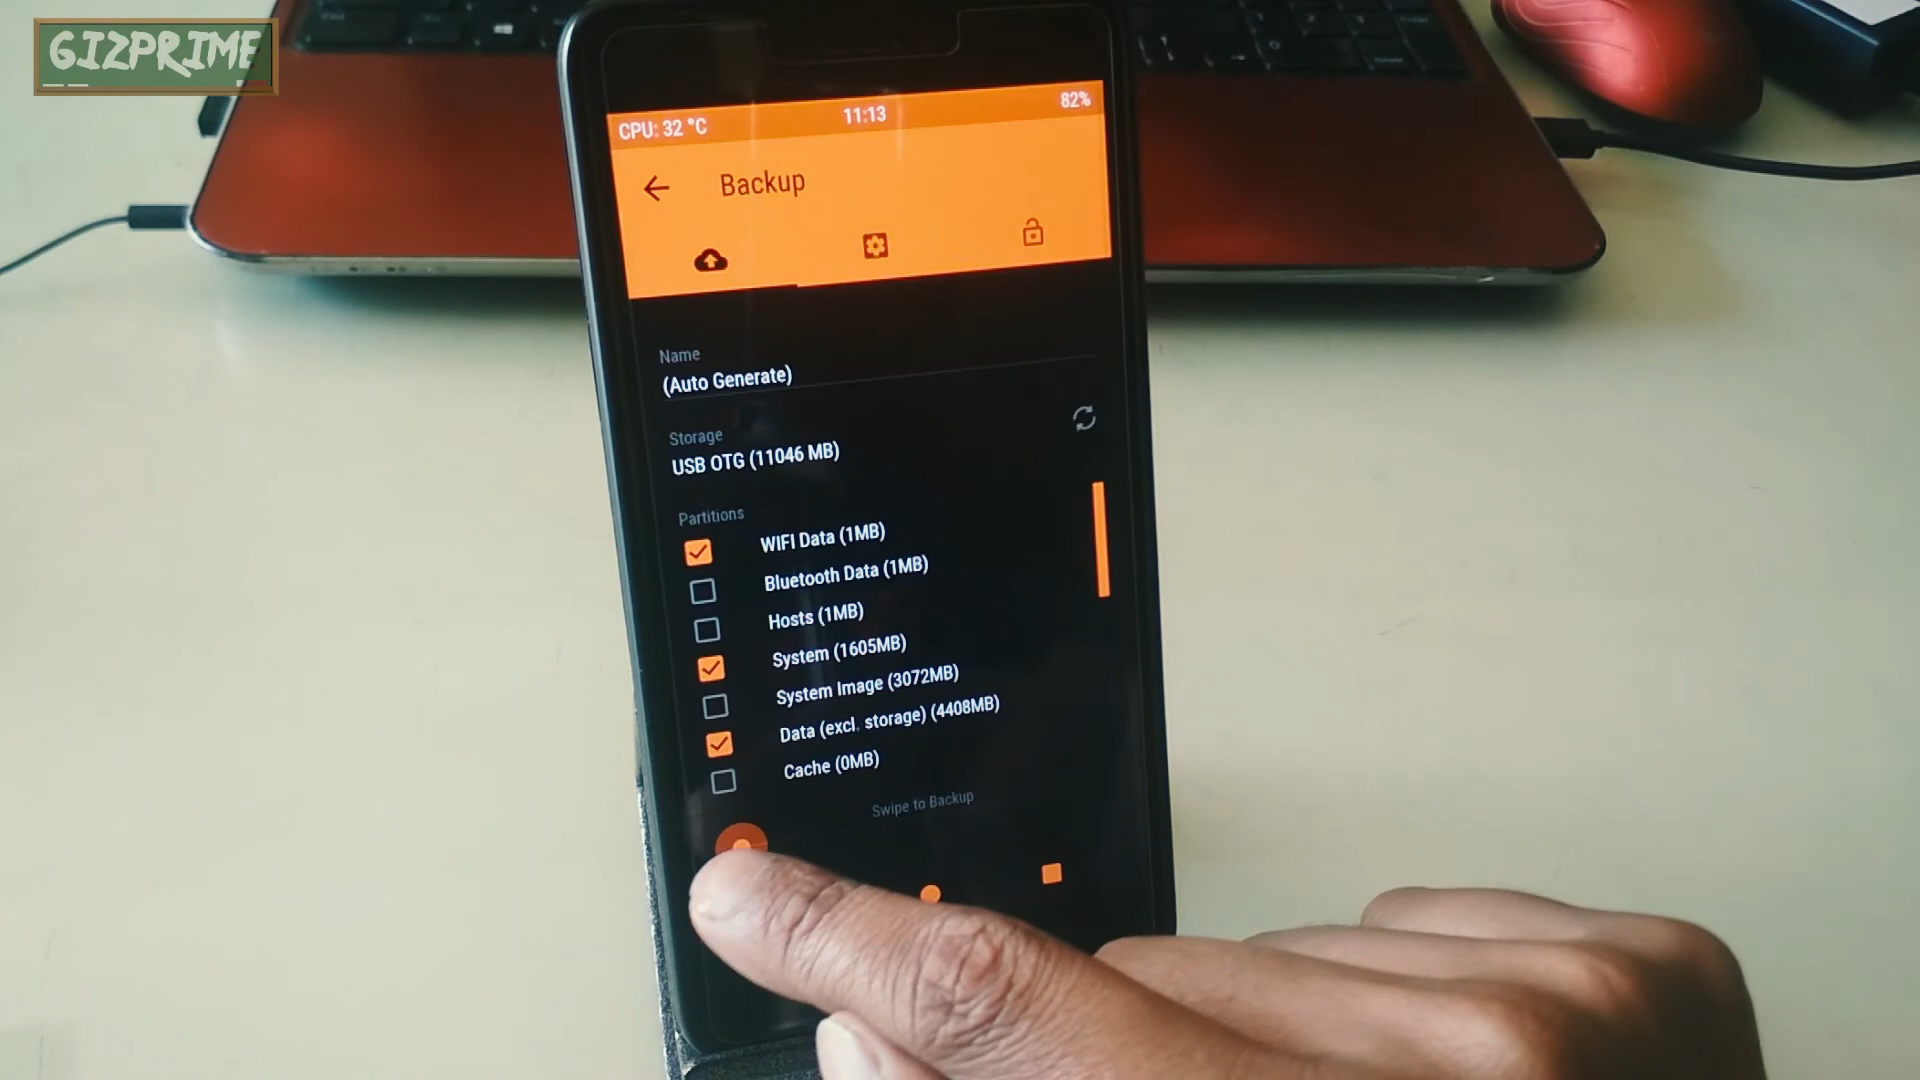 GIZPRIME
CPU: 32 °C 11:13 82%
Backup
Name
(Auto Generate)
Storage
USB OTG (11046 MB)
Partitions
WIFI Data (1MB)
Bluetooth Data (1MB)
Hosts (1MB)
System (1605MB)
System Image (3072MB)
Data (excl. storage) (4408MB)
Cache (0MB)
Swipe to Backup